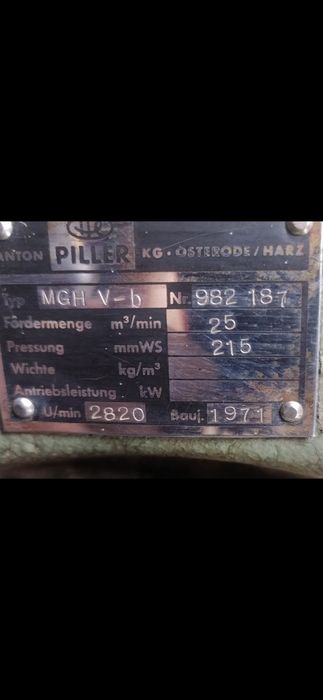 ANTON PILLER KG · OSTERODE/HARZ
Typ MGH V-b Nr. 982 187
Fördermenge m³/min 25
Pressung mmWS 215
Wichte kg/m³
Antriebsleistung kW
U/min 2820 Bauj. 1971